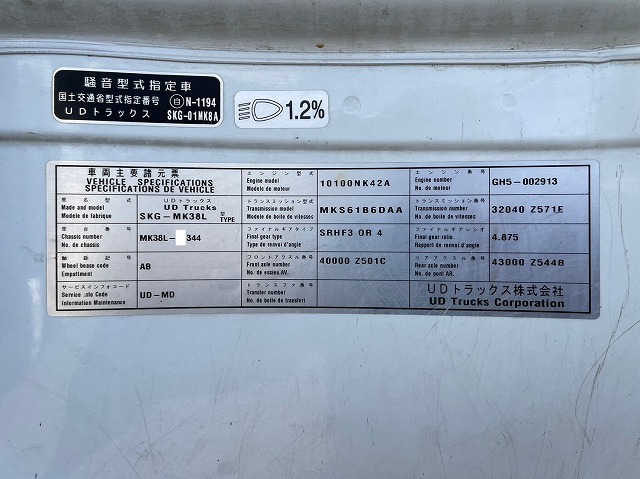 騒音型式指定車
国土交通省型式指定番号 自 N-1194
UDトラックス SKG-01MK8A
1.2%
車両主要諸元票
VEHICLE SPECIFICATIONS
SPECIFICATIONS DE VEHICLE
エンジン型式
Engine model 10100NK42A
Modele de moteur
エンジン番号
Engine number GH5-002913
No. de moteur
車名型式
Made and model UDトラックス
UD Trucks
Modele de fabrique SKG-MK38L 型 TYPE
トランスミッション型式
Transmission model MKS61B6DAA
Modele de boite de vitesses
トランスミッション番号
Transmission number 32040 Z571E
No. de boite de vitesses
車台番号
Chassis number MK38L- 344
No. de chassis
ファイナルギアタイプ
Final gear type SRHF3 OR 4
Type de renvoi d'angle
ファイナルギアレシオ
Final gear ratio 4.875
Rapport de renvoi d'angle
軸距記号
Wheel base code AB
Empattment
フロントアクスル番号
Front axle number 40000 Z501C
No. de essieu AV.
リアアクスル番号
Rear axle number 43000 Z544B
No. de pont AR.
サービスインフォコード
Service Info Code UD-MD
Information Maintenance
トランスファ番号
Transfer number
No. de boite de transfert
UDトラックス株式会社
UD Trucks Corporation